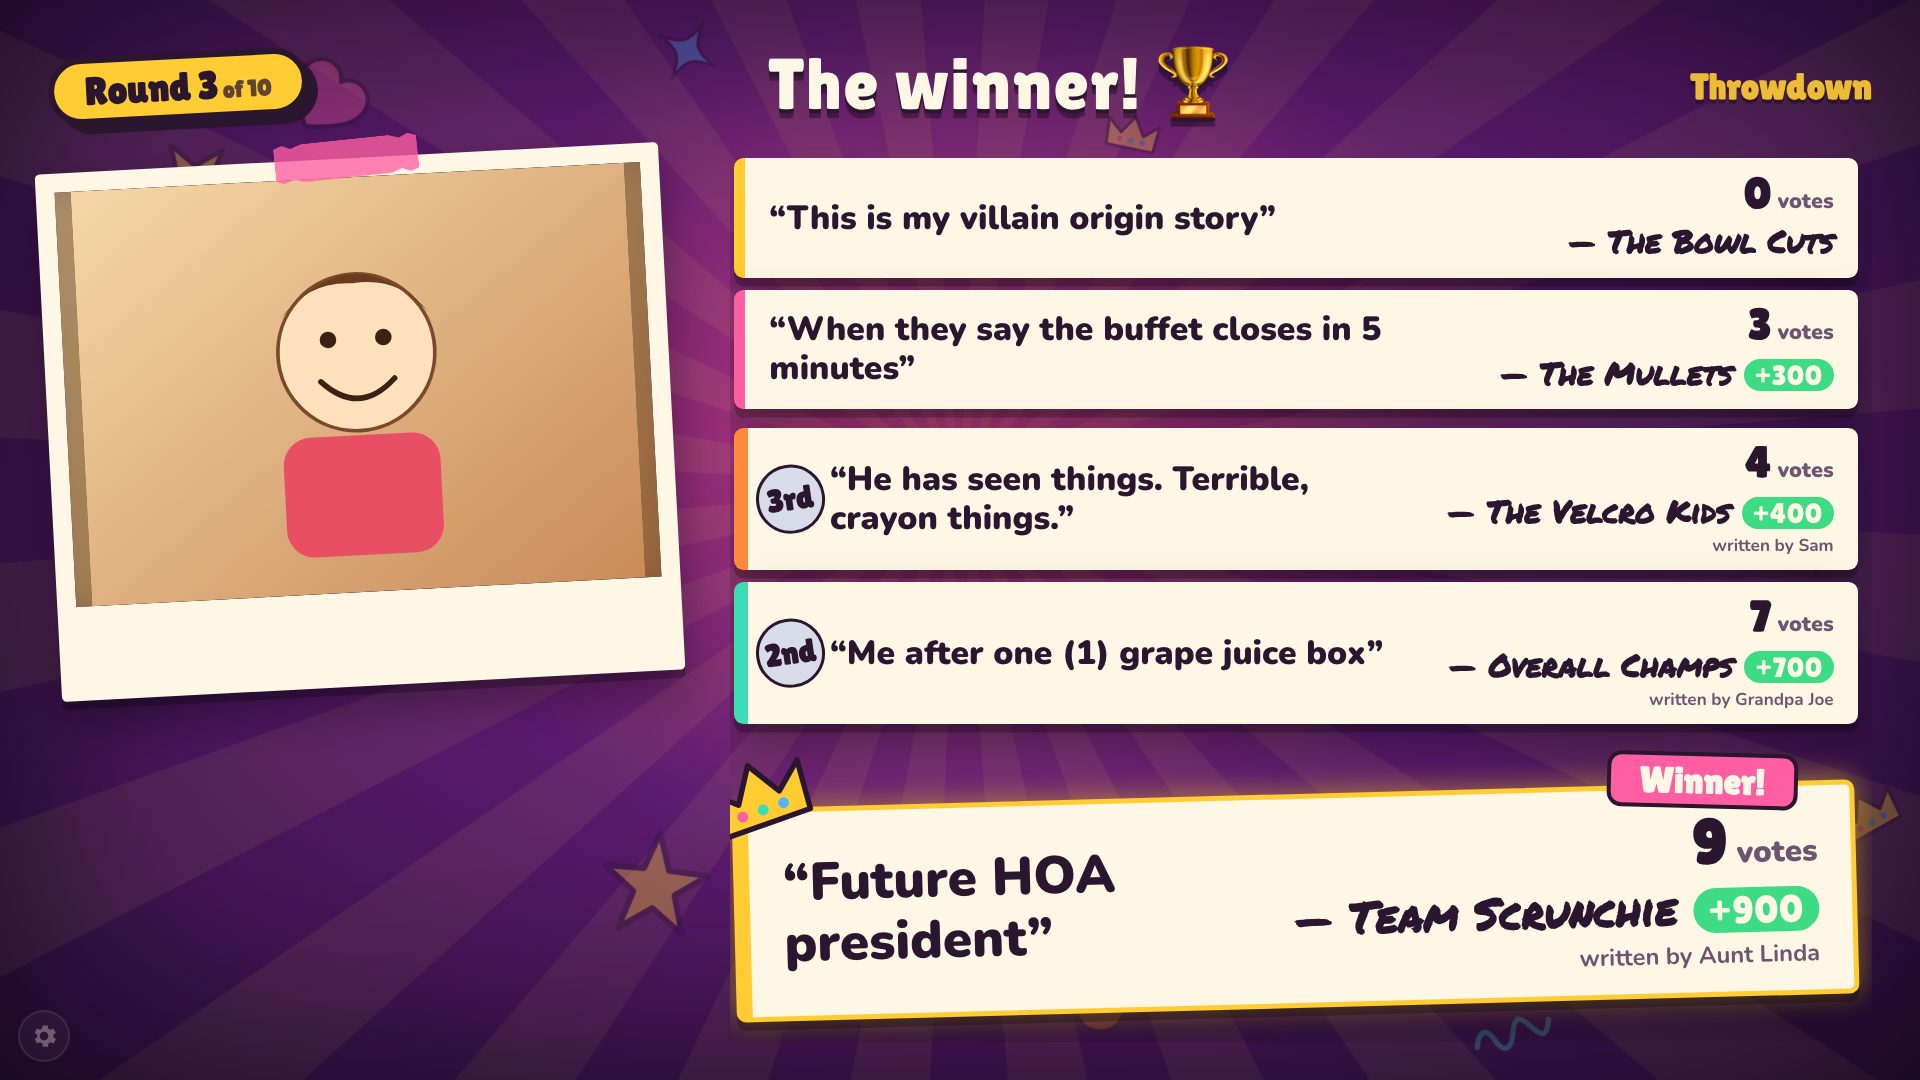 Round 3 of 10
The winner!
Throwdown
“This is my villain origin story”
0 votes
— The Bowl Cuts
“When they say the buffet closes in 5
minutes”
3 votes
— The Mullets +300
3rd
“He has seen things. Terrible,
crayon things.”
4 votes
— The Velcro Kids +400
written by Sam
2nd
“Me after one (1) grape juice box”
7 votes
— Overall Champs +700
written by Grandpa Joe
Winner!
“Future HOA
president”
9 votes
— Team Scrunchie +900
written by Aunt Linda